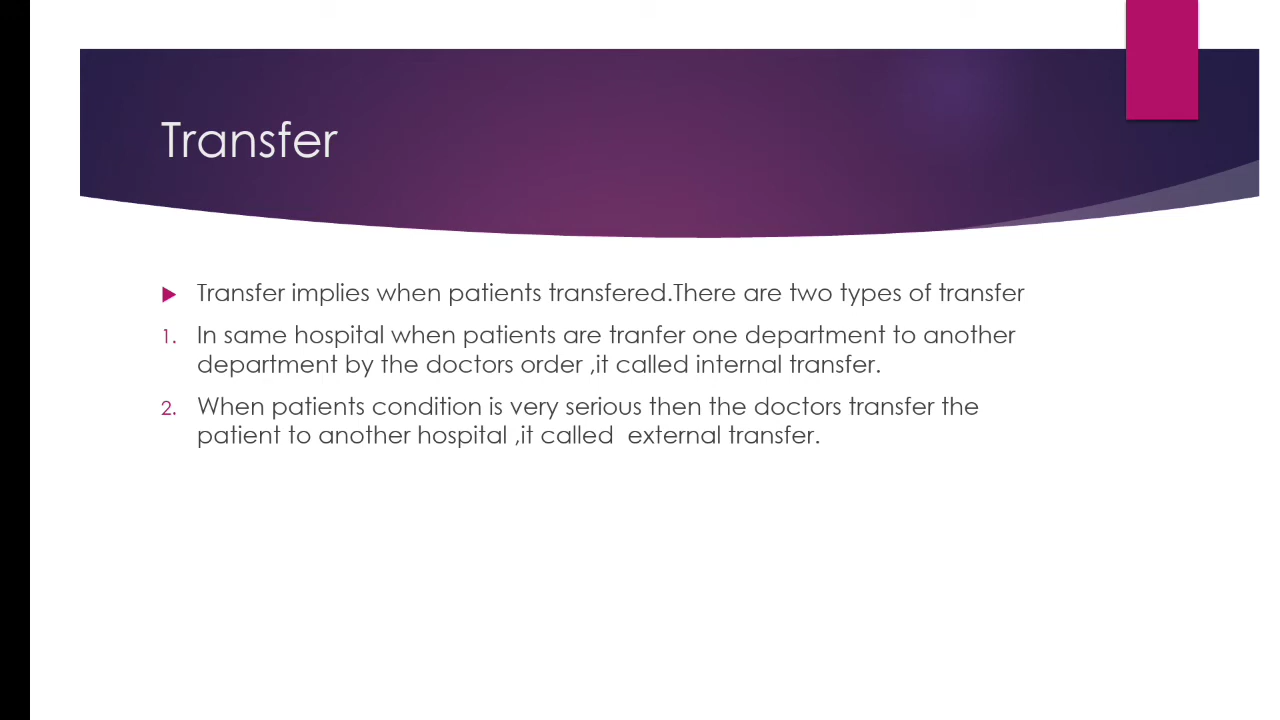 Transfer
Transfer implies when patients transfered.There are two types of transfer
1. In same hospital when patients are tranfer one department to another
department by the doctors order ,it called internal transfer.
2. When patients condition is very serious then the doctors transfer the
patient to another hospital ,it called  external transfer.